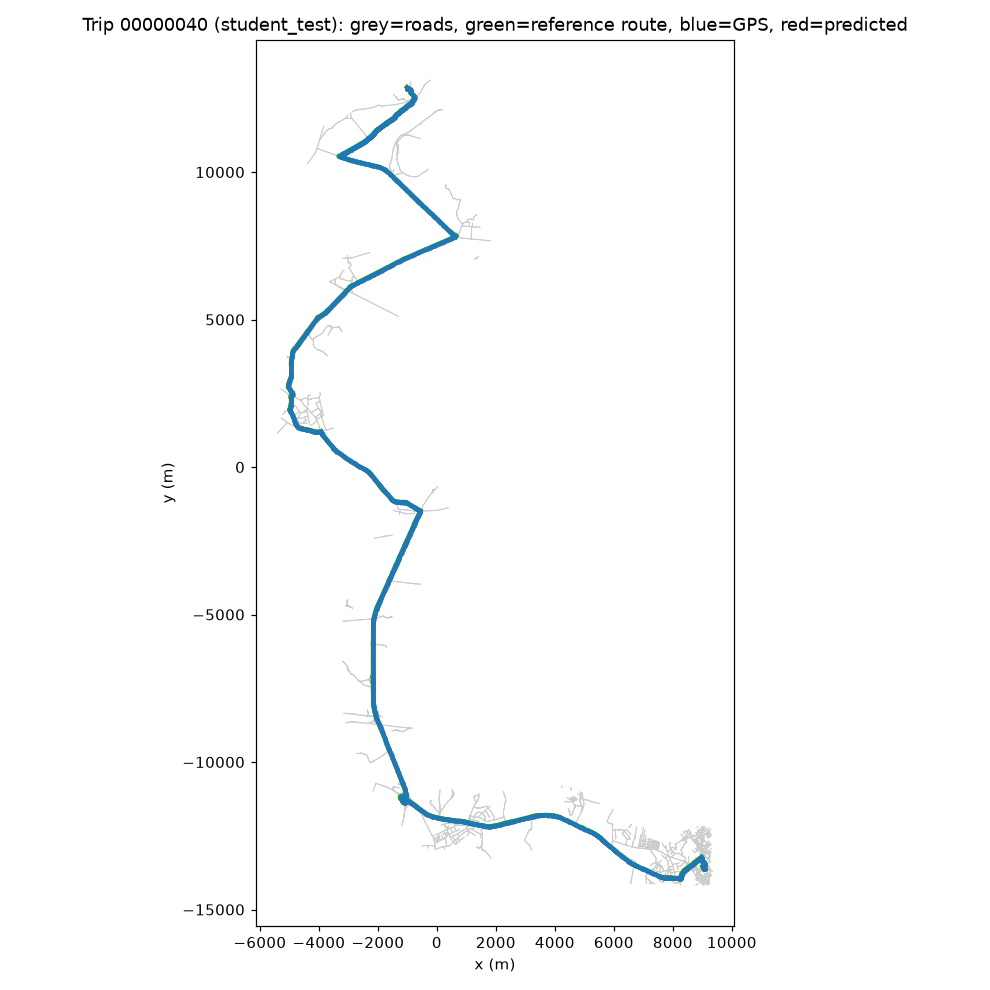 Trip 00000040 (student_test): grey=roads, green=reference route, blue=GPS, red=predicted
10000
5000
0
−5000
−10000
−15000
y (m)
−6000 −4000 −2000 0 2000 4000 6000 8000 10000
x (m)